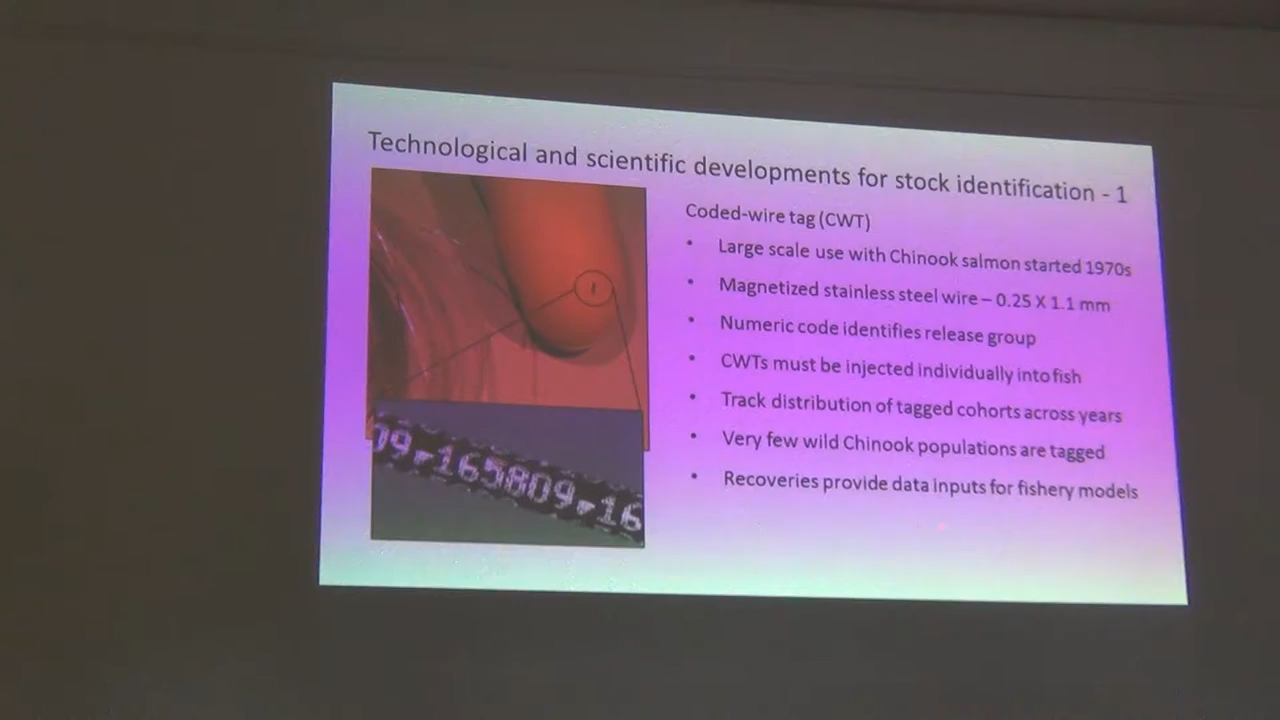 Technological and scientific developments for stock identification - 1
Coded-wire tag (CWT)
• Large scale use with Chinook salmon started 1970s
• Magnetized stainless steel wire – 0.25 X 1.1 mm
• Numeric code identifies release group
• CWTs must be injected individually into fish
• Track distribution of tagged cohorts across years
• Very few wild Chinook populations are tagged
• Recoveries provide data inputs for fishery models
09▾165809▾16